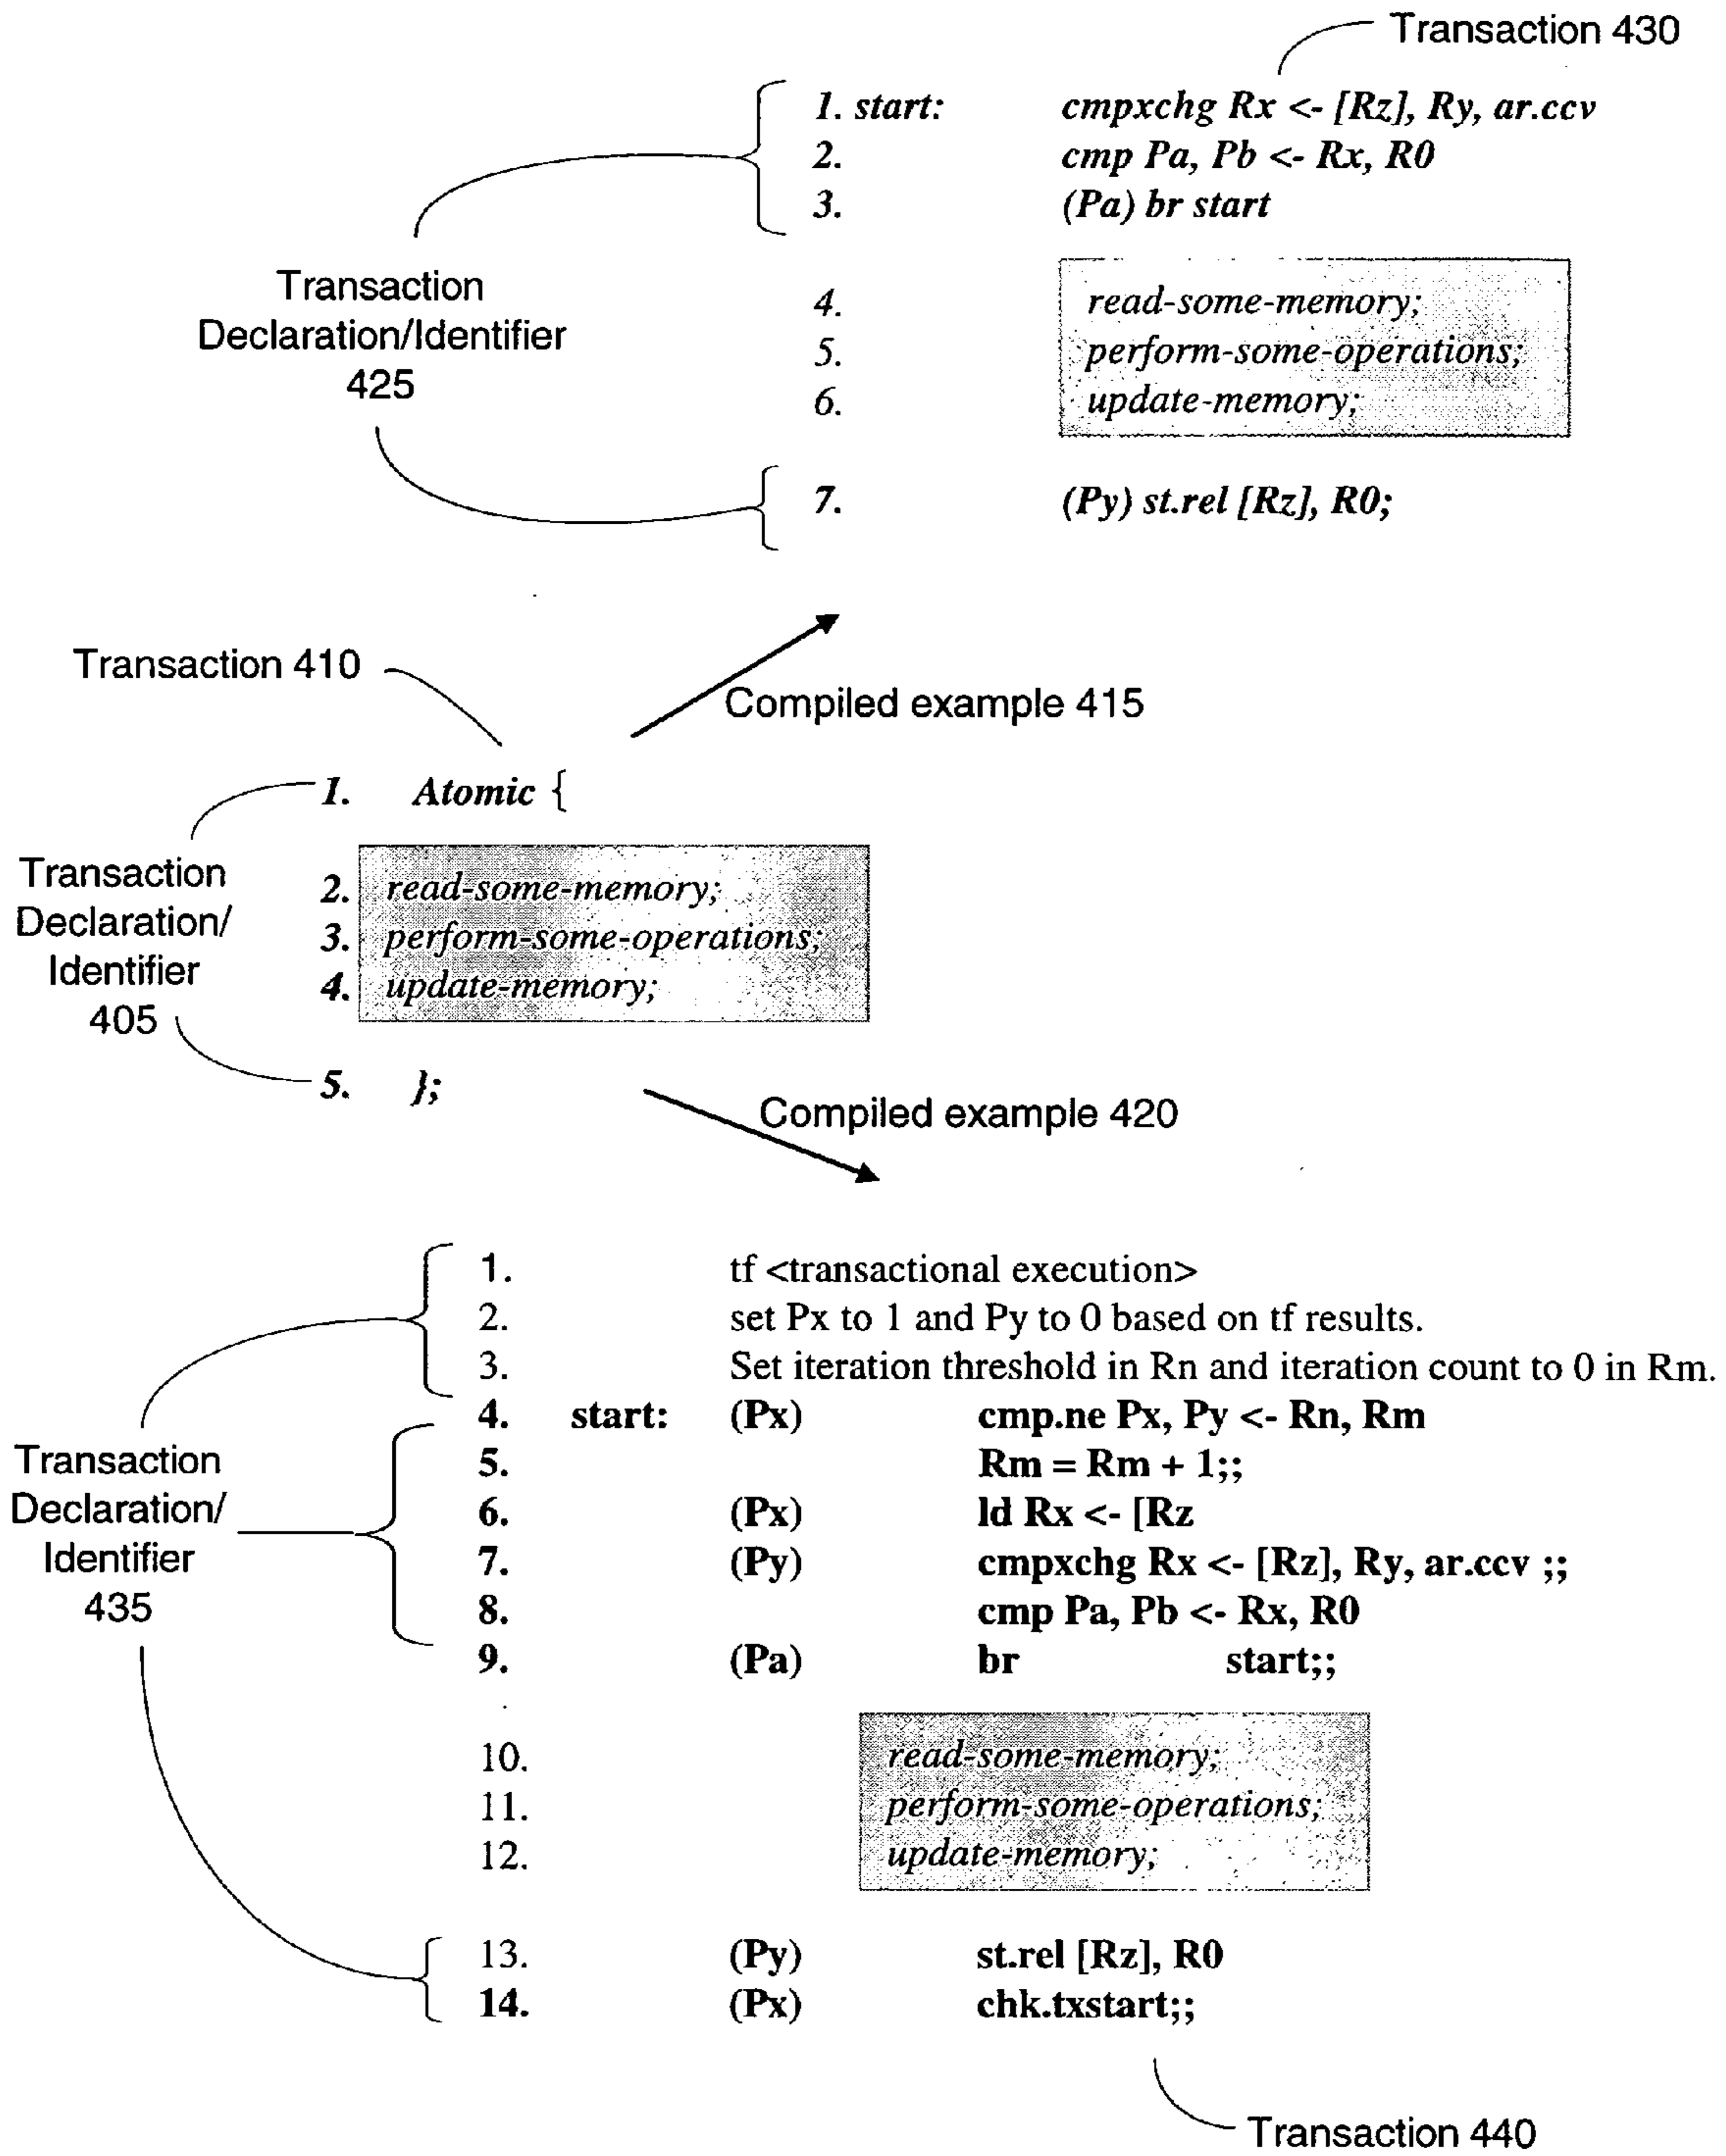 Transaction 430
1. start: cmpxchg Rx <- [Rz], Ry, ar.ccv
2. cmp Pa, Pb <- Rx, R0
3. (Pa) br start
Transaction
Declaration/Identifier
425
4. read-some-memory;
5. perform-some-operations;
6. update-memory;
7. (Py) st.rel [Rz], R0;
Transaction 410
Compiled example 415
1. Atomic {
Transaction
Declaration/
Identifier
405
2. read-some-memory;
3. perform-some-operations;
4. update-memory;
5. };
Compiled example 420
1. tf <transactional execution>
2. set Px to 1 and Py to 0 based on tf results.
3. Set iteration threshold in Rn and iteration count to 0 in Rm.
4. start: (Px) cmp.ne Px, Py <- Rn, Rm
5. Rm = Rm + 1;;
6. (Px) ld Rx <- [Rz
7. (Py) cmpxchg Rx <- [Rz], Ry, ar.ccv ;;
8. cmp Pa, Pb <- Rx, R0
9. (Pa) br start;;
Transaction
Declaration/
Identifier
435
10. read-some-memory;
11. perform-some-operations;
12. update-memory;
13. (Py) st.rel [Rz], R0
14. (Px) chk.txstart;;
Transaction 440